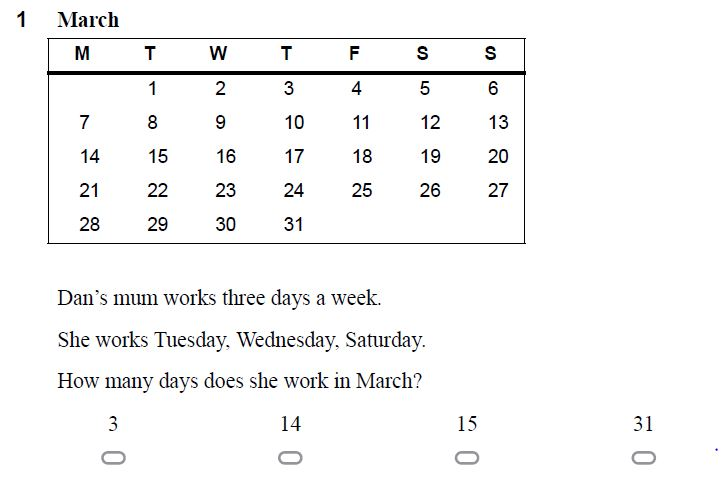 1 March
M T W T F S S
1 2 3 4 5 6
7 8 9 10 11 12 13
14 15 16 17 18 19 20
21 22 23 24 25 26 27
28 29 30 31
Dan's mum works three days a week.
She works Tuesday, Wednesday, Saturday.
How many days does she work in March?
3 14 15 31